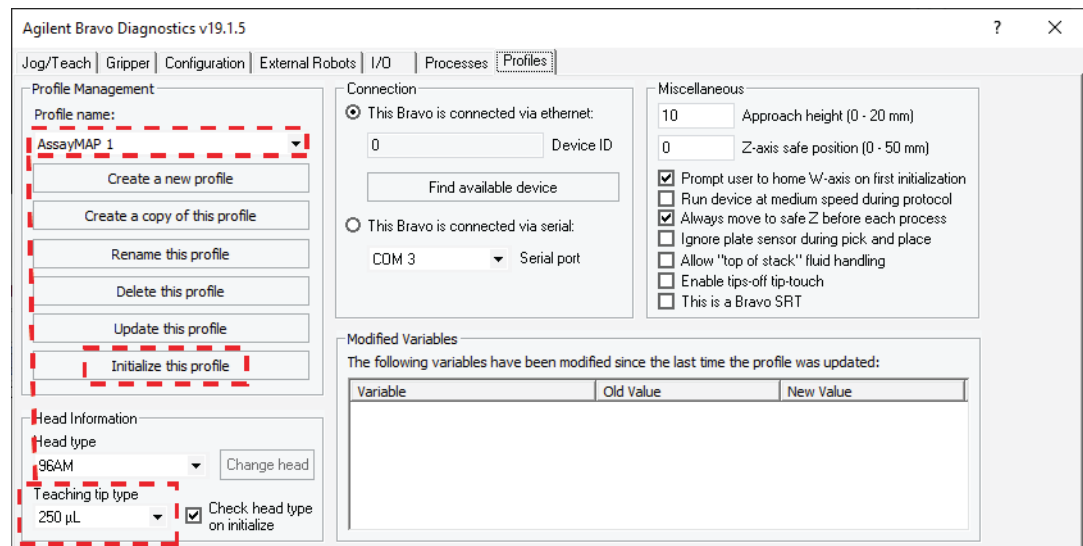 Agilent Bravo Diagnostics v19.1.5
?
Jog/Teach Gripper Configuration External Robots I/O Processes Profiles
Profile Management
Profile name:
AssayMAP 1
Create a new profile
Create a copy of this profile
Rename this profile
Delete this profile
Update this profile
Initialize this profile
Head Information
Head type
96AM
Change head
Teaching tip type
250 µL
Check head type
on initialize
Connection
This Bravo is connected via ethernet:
0
Device ID
Find available device
This Bravo is connected via serial:
COM 3
Serial port
Miscellaneous
10
Approach height (0 - 20 mm)
0
Z-axis safe position (0 - 50 mm)
Prompt user to home W-axis on first initialization
Run device at medium speed during protocol
Always move to safe Z before each process
Ignore plate sensor during pick and place
Allow "top of stack" fluid handling
Enable tips-off tip-touch
This is a Bravo SRT
Modified Variables
The following variables have been modified since the last time the profile was updated:
Variable Old Value New Value